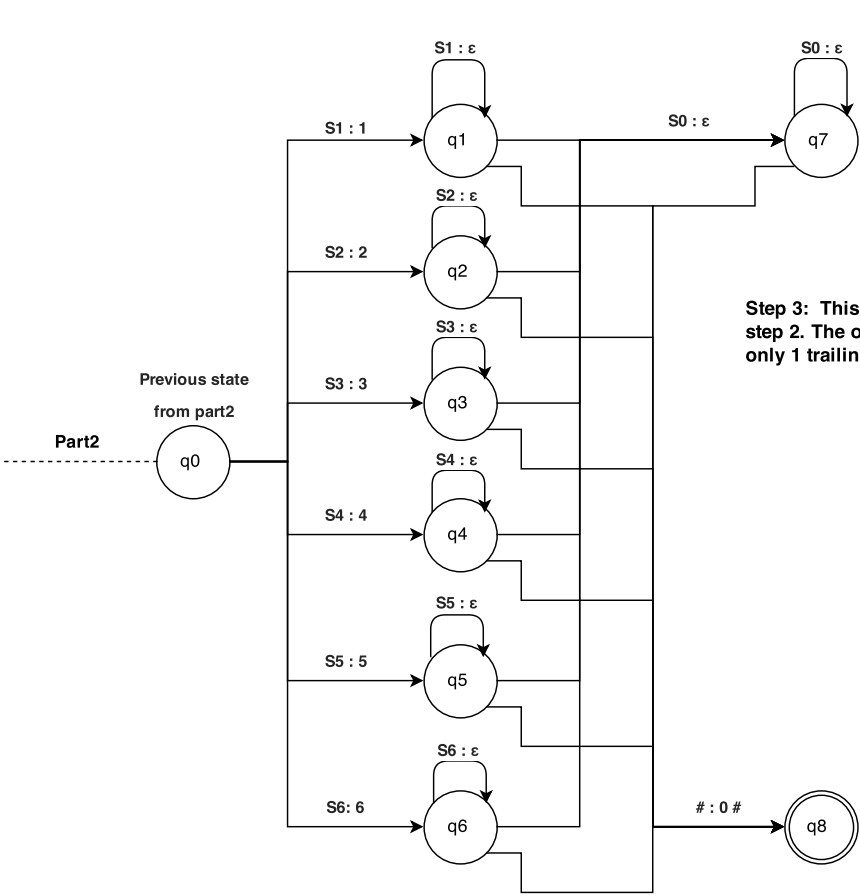 S1 : ε
S0 : ε
S1 : 1
q1
S0 : ε
q7
S2 : ε
S2 : 2
q2
Step 3:  This
step 2. The o
only 1 trailin
S3 : ε
S3 : 3
q3
Previous state
from part2
Part2
q0
S4 : ε
S4 : 4
q4
S5 : ε
S5 : 5
q5
S6 : ε
S6: 6
q6
# : 0 #
q8